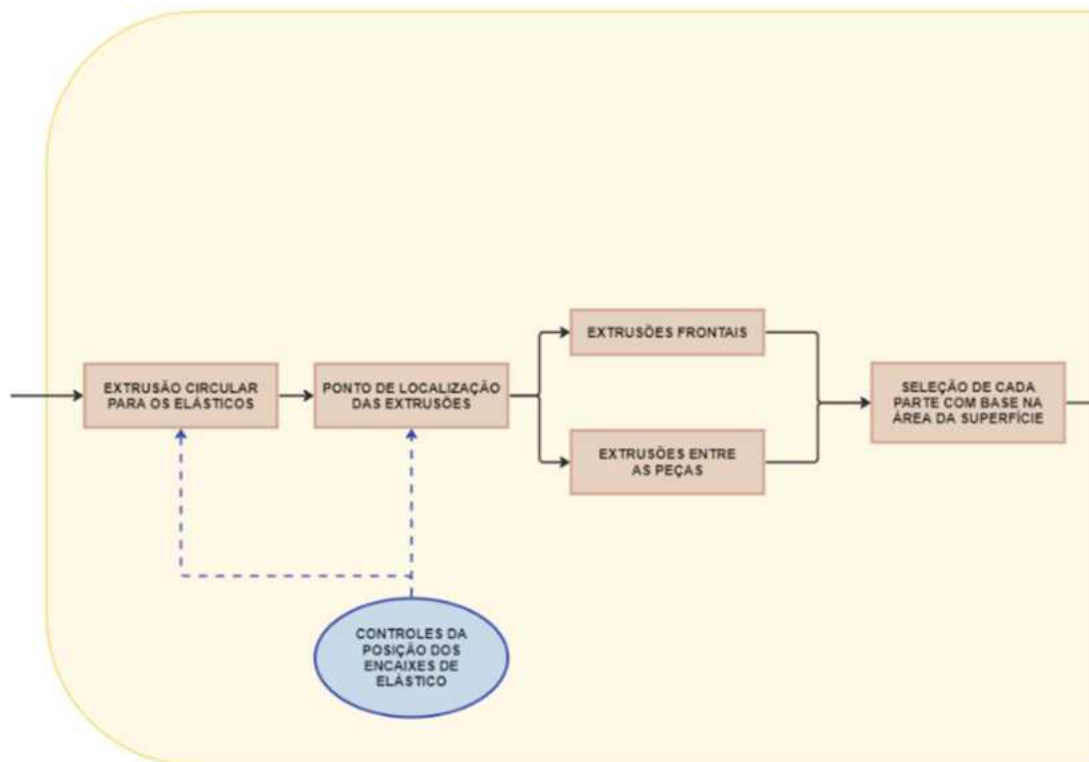 EXTRUSÃO CIRCULAR
PARA OS ELÁSTICOS
PONTO DE LOCALIZAÇÃO
DAS EXTRUSÕES
EXTRUSÕES FRONTAIS
EXTRUSÕES ENTRE
AS PEÇAS
SELEÇÃO DE CADA
PARTE COM BASE NA
ÁREA DA SUPERFÍCIE
CONTROLES DA
POSIÇÃO DOS
ENCAIXES DE
ELÁSTICO